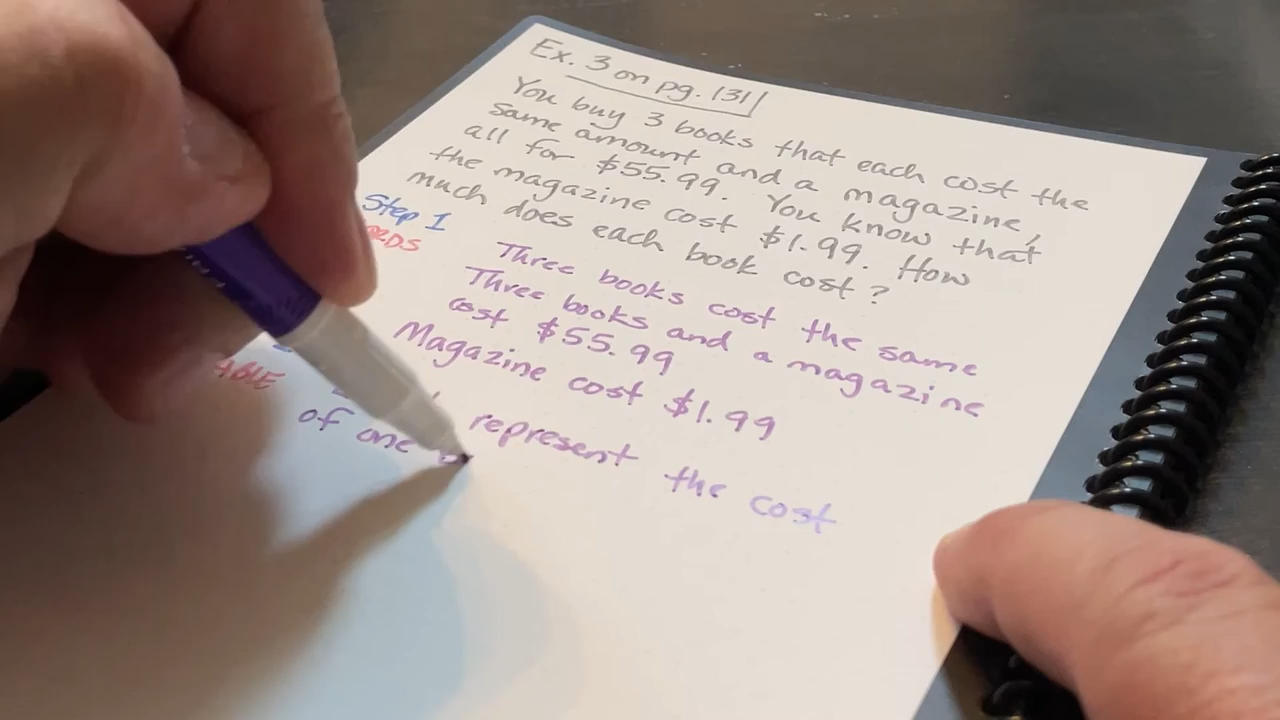 Ex. 3 on pg. 131
You buy 3 books that each cost the
same amount and a magazine,
all for $55.99. You know that
the magazine cost $1.99. How
much does each book cost?
Step 1
Three books cost the same
Three books and a magazine
cost $55.99
Magazine cost $1.99
represent the cost
of one